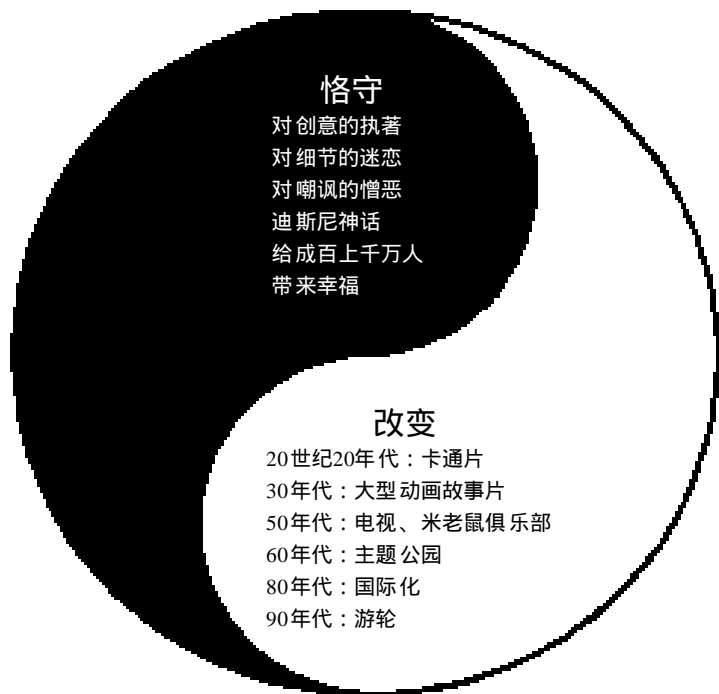 恪守
对创意的执著
对细节的迷恋
对嘲讽的憎恶
迪斯尼神话
给成百上千万人
带来幸福
改变
20世纪20年代：卡通片
30年代：大型动画故事片
50年代：电视、米老鼠俱乐部
60年代：主题公园
80年代：国际化
90年代：游轮